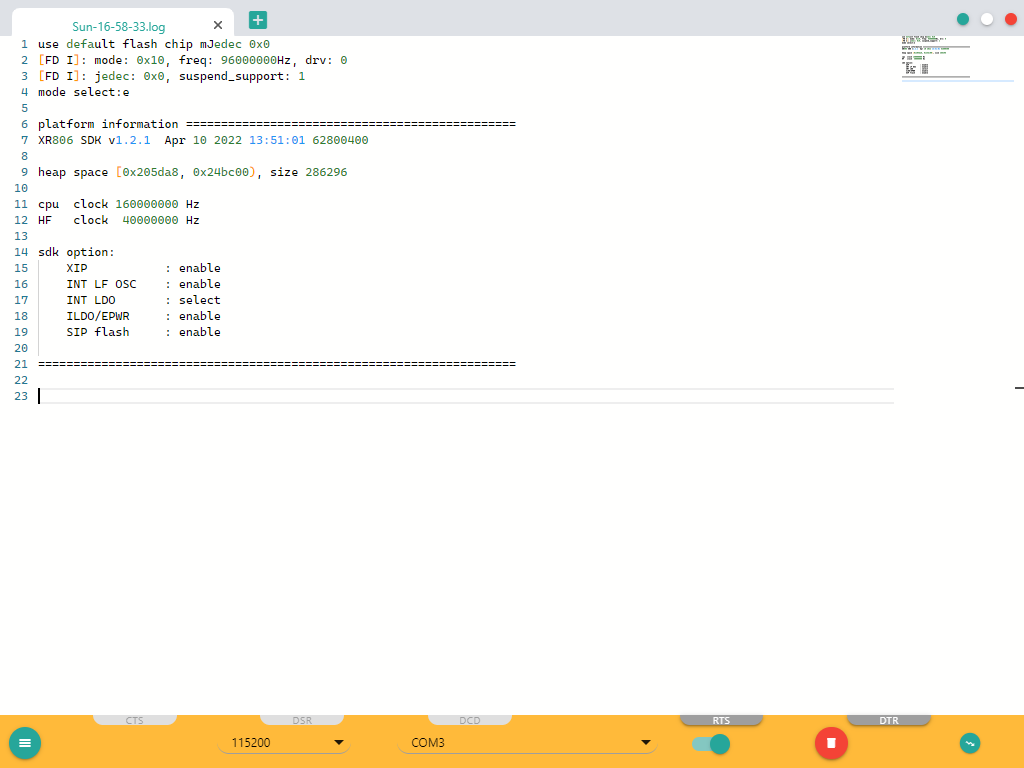 Sun-16-58-33.log
1 use default flash chip mJedec 0x0
2 [FD I]: mode: 0x10, freq: 96000000Hz, drv: 0
3 [FD I]: jedec: 0x0, suspend_support: 1
4 mode select:e
5
6 platform information ===============================================
7 XR806 SDK v1.2.1  Apr 10 2022 13:51:01 62800400
8
9 heap space [0x205da8, 0x24bc00), size 286296
10
11 cpu  clock 160000000 Hz
12 HF   clock  40000000 Hz
13
14 sdk option:
15     XIP           : enable
16     INT LF OSC    : enable
17     INT LDO       : select
18     ILDO/EPWR     : enable
19     SIP flash     : enable
20
21 ====================================================================
22
23
CTS DSR DCD RTS DTR
115200 COM3